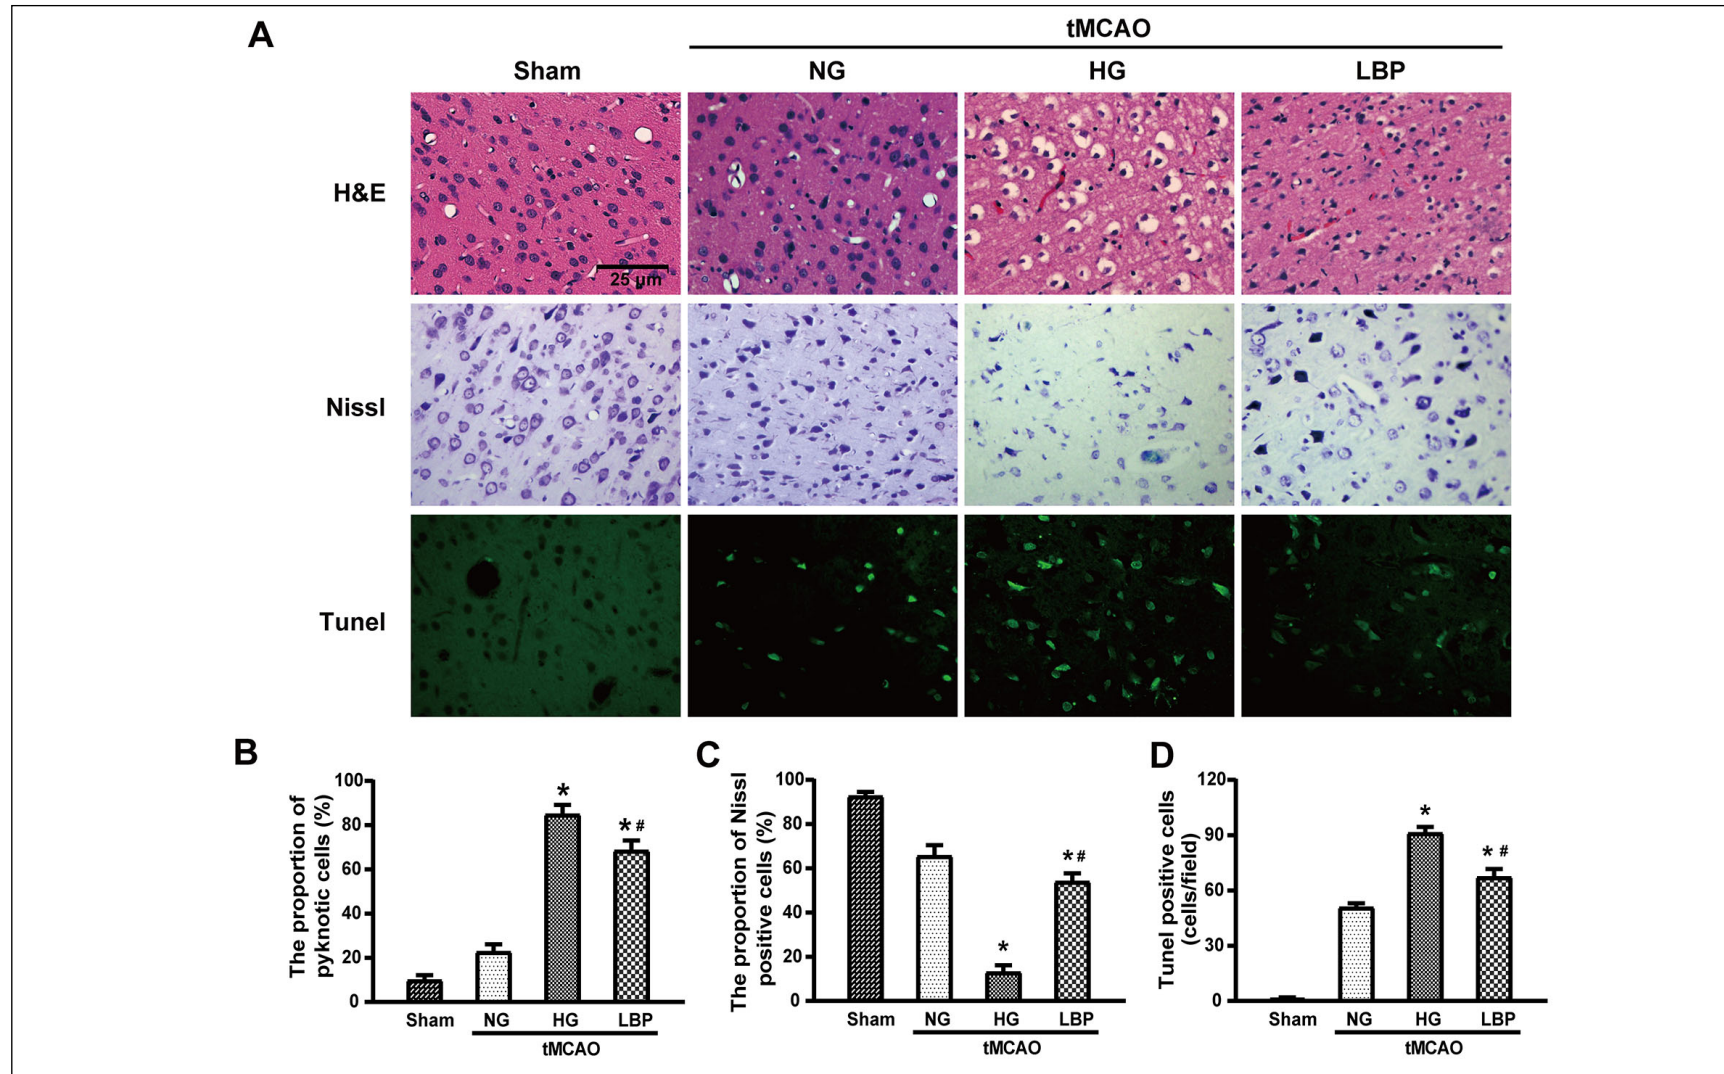 A
tMCAO
Sham
NG
HG
LBP
H&E
25 μm
Nissl
Tunel
B
The proportion of
pyknotic cells (%)
100
80
60
40
20
0
*
* #
Sham
NG
HG
LBP
tMCAO
C
The proportion of Nissl
positive cells (%)
100
80
60
40
20
0
*
* #
Sham
NG
HG
LBP
tMCAO
D
Tunel positive cells
(cells/field)
120
90
60
30
0
*
* #
Sham
NG
HG
LBP
tMCAO